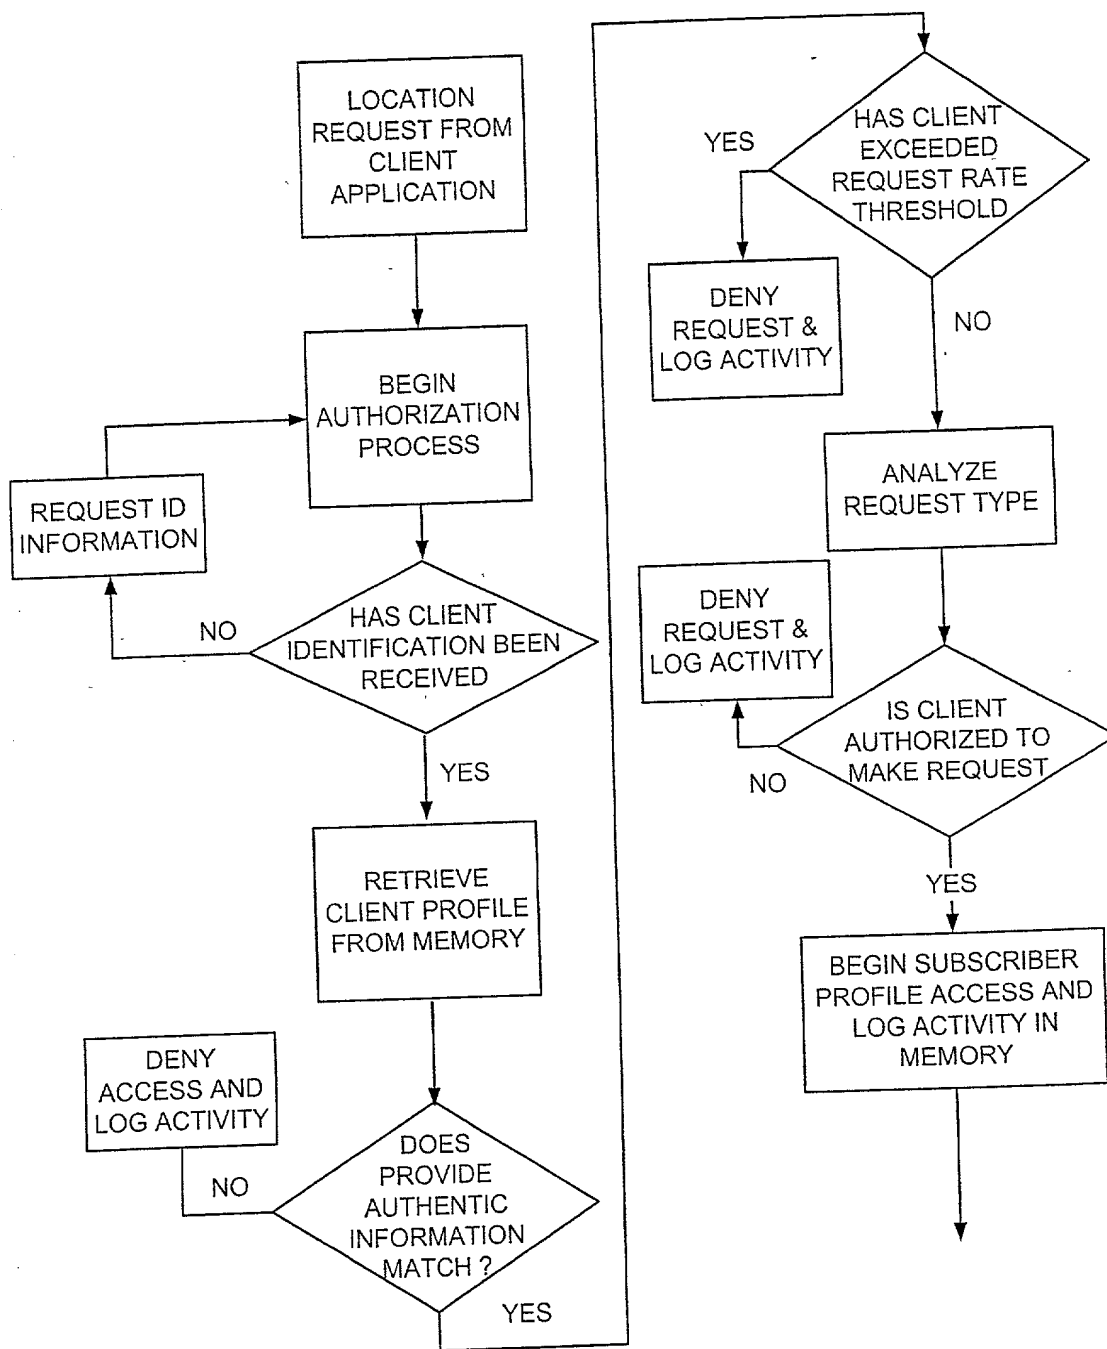 LOCATION
REQUEST FROM
CLIENT
APPLICATION
BEGIN
AUTHORIZATION
PROCESS
REQUEST ID
INFORMATION
NO
HAS CLIENT
IDENTIFICATION BEEN
RECEIVED
YES
RETRIEVE
CLIENT PROFILE
FROM MEMORY
DENY
ACCESS AND
LOG ACTIVITY
NO
DOES
PROVIDE
AUTHENTIC
INFORMATION
MATCH ?
YES
HAS CLIENT
EXCEEDED
REQUEST RATE
THRESHOLD
YES
DENY
REQUEST &
LOG ACTIVITY
NO
ANALYZE
REQUEST TYPE
DENY
REQUEST &
LOG ACTIVITY
IS CLIENT
AUTHORIZED TO
MAKE REQUEST
NO
YES
BEGIN SUBSCRIBER
PROFILE ACCESS AND
LOG ACTIVITY IN
MEMORY